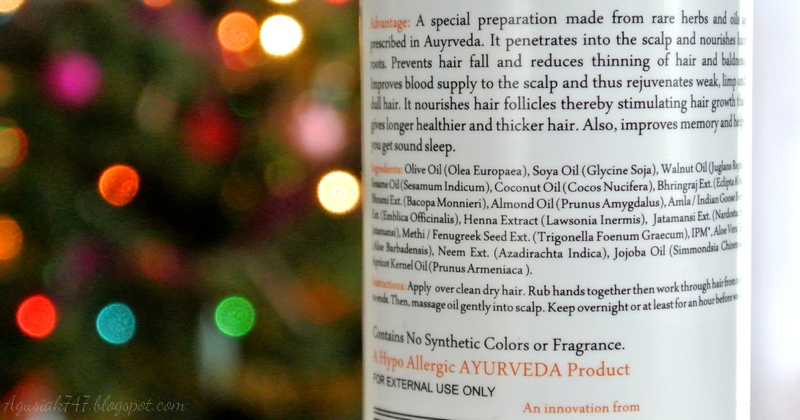 Advantage: A special preparation made from rare herbs and oils
prescribed in Auyrveda. It penetrates into the scalp and nourishes
roots. Prevents hair fall and reduces thinning of hair and baldness
Improves blood supply to the scalp and thus rejuvenates weak, limp
dull hair. It nourishes hair follicles thereby stimulating hair growth
gives longer healthier and thicker hair. Also, improves memory and
you get sound sleep.
Ingredients: Olive Oil (Olea Europaea), Soya Oil (Glycine Soja), Walnut Oil (Juglans
Sesame Oil (Sesamum Indicum), Coconut Oil (Cocos Nucifera), Bhringraj Ext. (Eclipta
Bhrami Ext. (Bacopa Monnieri), Almond Oil (Prunus Amygdalus), Amla / Indian Goose
Ext. (Emblica Officinalis), Henna Extract (Lawsonia Inermis), Jatamansi Ext.
Jatamansi), Methi / Fenugreek Seed Ext. (Trigonella Foenum Graecum), IPM*, Aloe Vera
(Aloe Barbadensis), Neem Ext. (Azadirachta Indica), Jojoba Oil (Simmondsia
Apricot Kernel Oil (Prunus Armeniaca ).
Instructions: Apply over clean dry hair. Rub hands together then work through hair from
Then, massage oil gently into scalp. Keep overnight or at least for an hour before
Contains No Synthetic Colors or Fragrance.
A Hypo Allergic AYURVEDA Product
FOR EXTERNAL USE ONLY
An innovation from
Agusiak747.blogspot.com